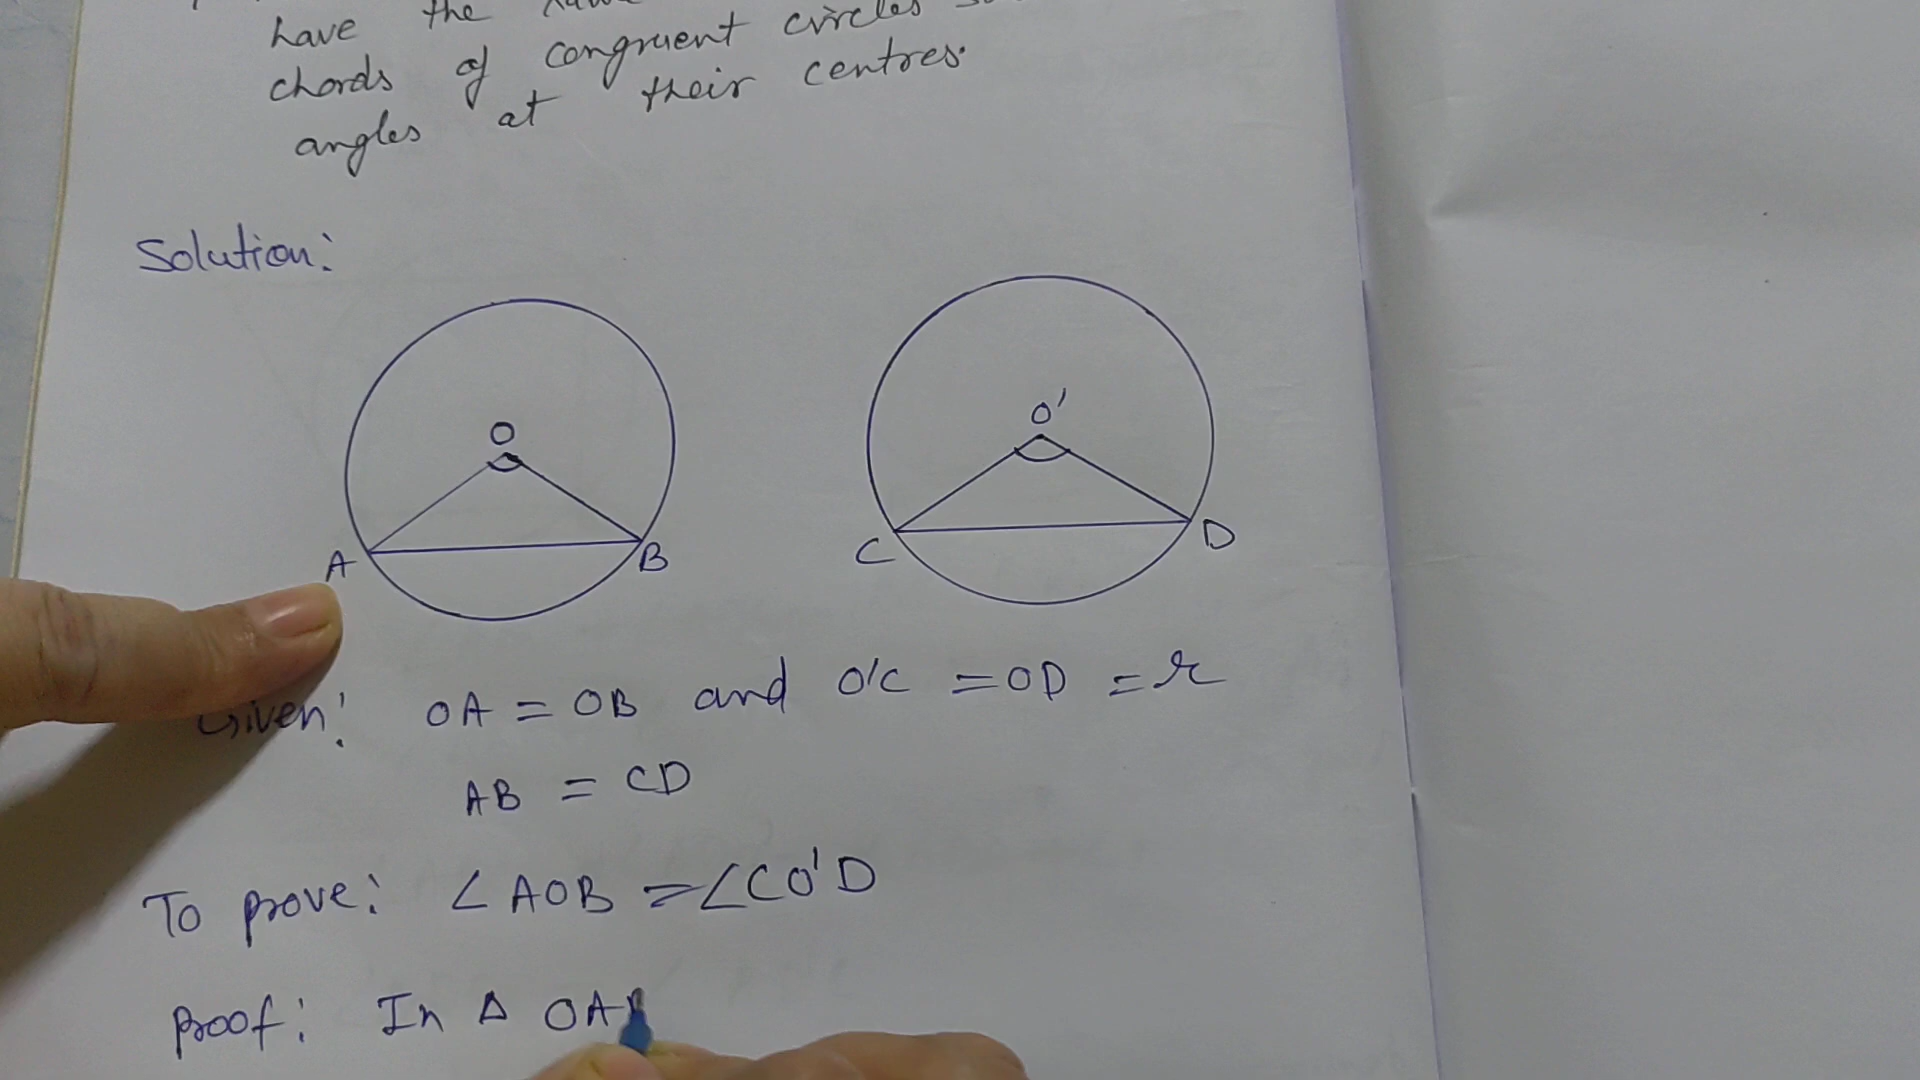 have the
chords of congruent circles
angles at their centres.
Solution:
O
O'
A
B
C
D
Given: OA = OB and O'C = OD = r
AB = CD
To prove: ∠AOB = ∠CO'D
Proof: In Δ OA